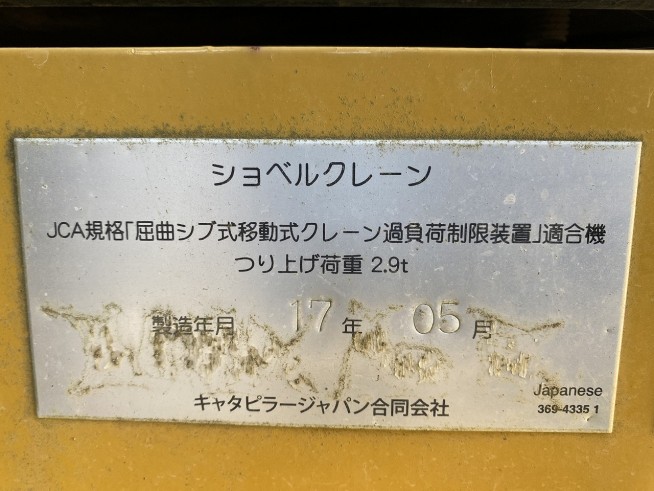 ショベルクレーン
JCA規格「屈曲シブ式移動式クレーン過負荷制限装置」適合機
つり上げ荷重 2.9t
製造年月 17 年 05 月
キャタピラージャパン合同会社
Japanese
369-4335 1